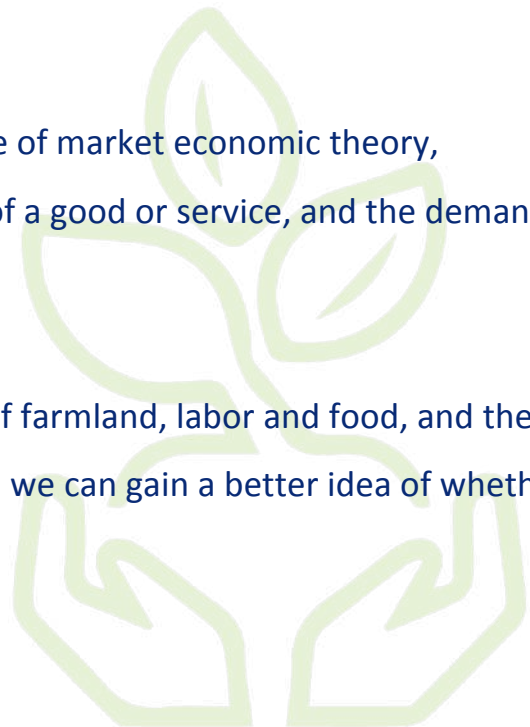 e of market economic theory,
of a good or service, and the deman
f farmland, labor and food, and the
we can gain a better idea of wheth